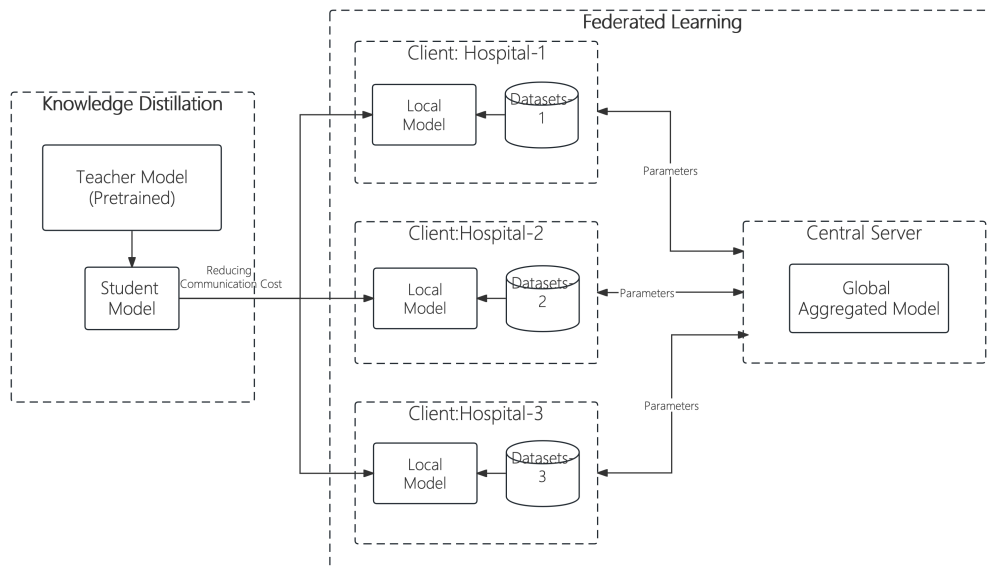 Federated Learning
Knowledge Distillation
Teacher Model
(Pretrained)
Student
Model
Reducing
Communication Cost
Client: Hospital-1
Local
Model
Datasets-
1
Client:Hospital-2
Local
Model
Datasets-
2
Client:Hospital-3
Local
Model
Datasets-
3
Parameters
Parameters
Parameters
Central Server
Global
Aggregated Model